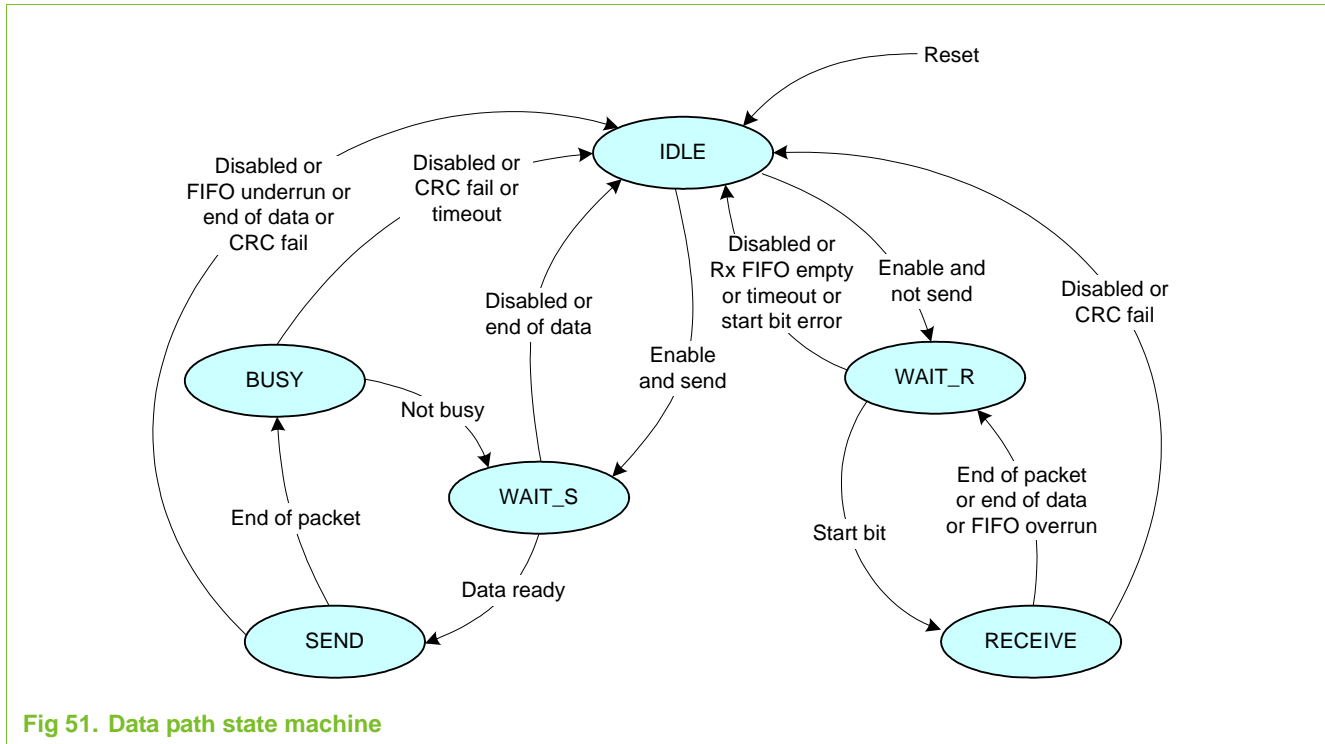 Reset
IDLE
Disabled or
FIFO underrun or
end of data or
CRC fail
Disabled or
CRC fail or
timeout
Disabled or
end of data
Enable
and send
Disabled or
Rx FIFO empty
or timeout or
start bit error
Enable and
not send
Disabled or
CRC fail
BUSY
Not busy
WAIT_R
WAIT_S
End of packet
Data ready
Start bit
End of packet
or end of data
or FIFO overrun
SEND
RECEIVE
Fig 51. Data path state machine